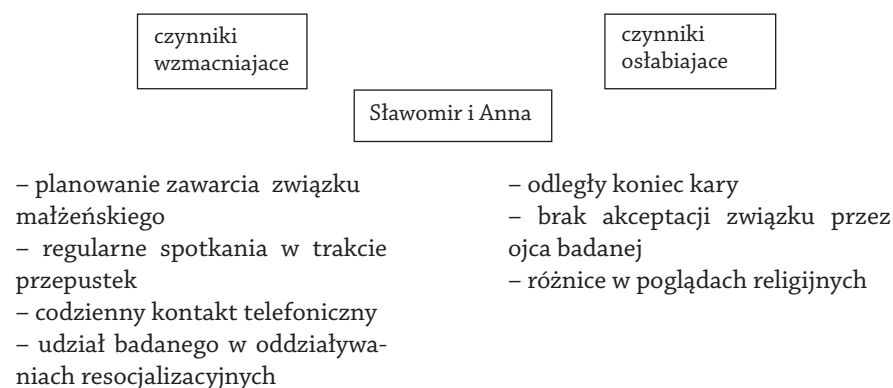 czynniki
wzmacniajace
czynniki
osłabiajace
Sławomir i Anna
– planowanie zawarcia związku
małżeńskiego
– regularne spotkania w trakcie
przepustek
– codzienny kontakt telefoniczny
– udział badanego w oddziaływa-
niach resocjalizacyjnych
– odległy koniec kary
– brak akceptacji związku przez
ojca badanej
– różnice w poglądach religijnych